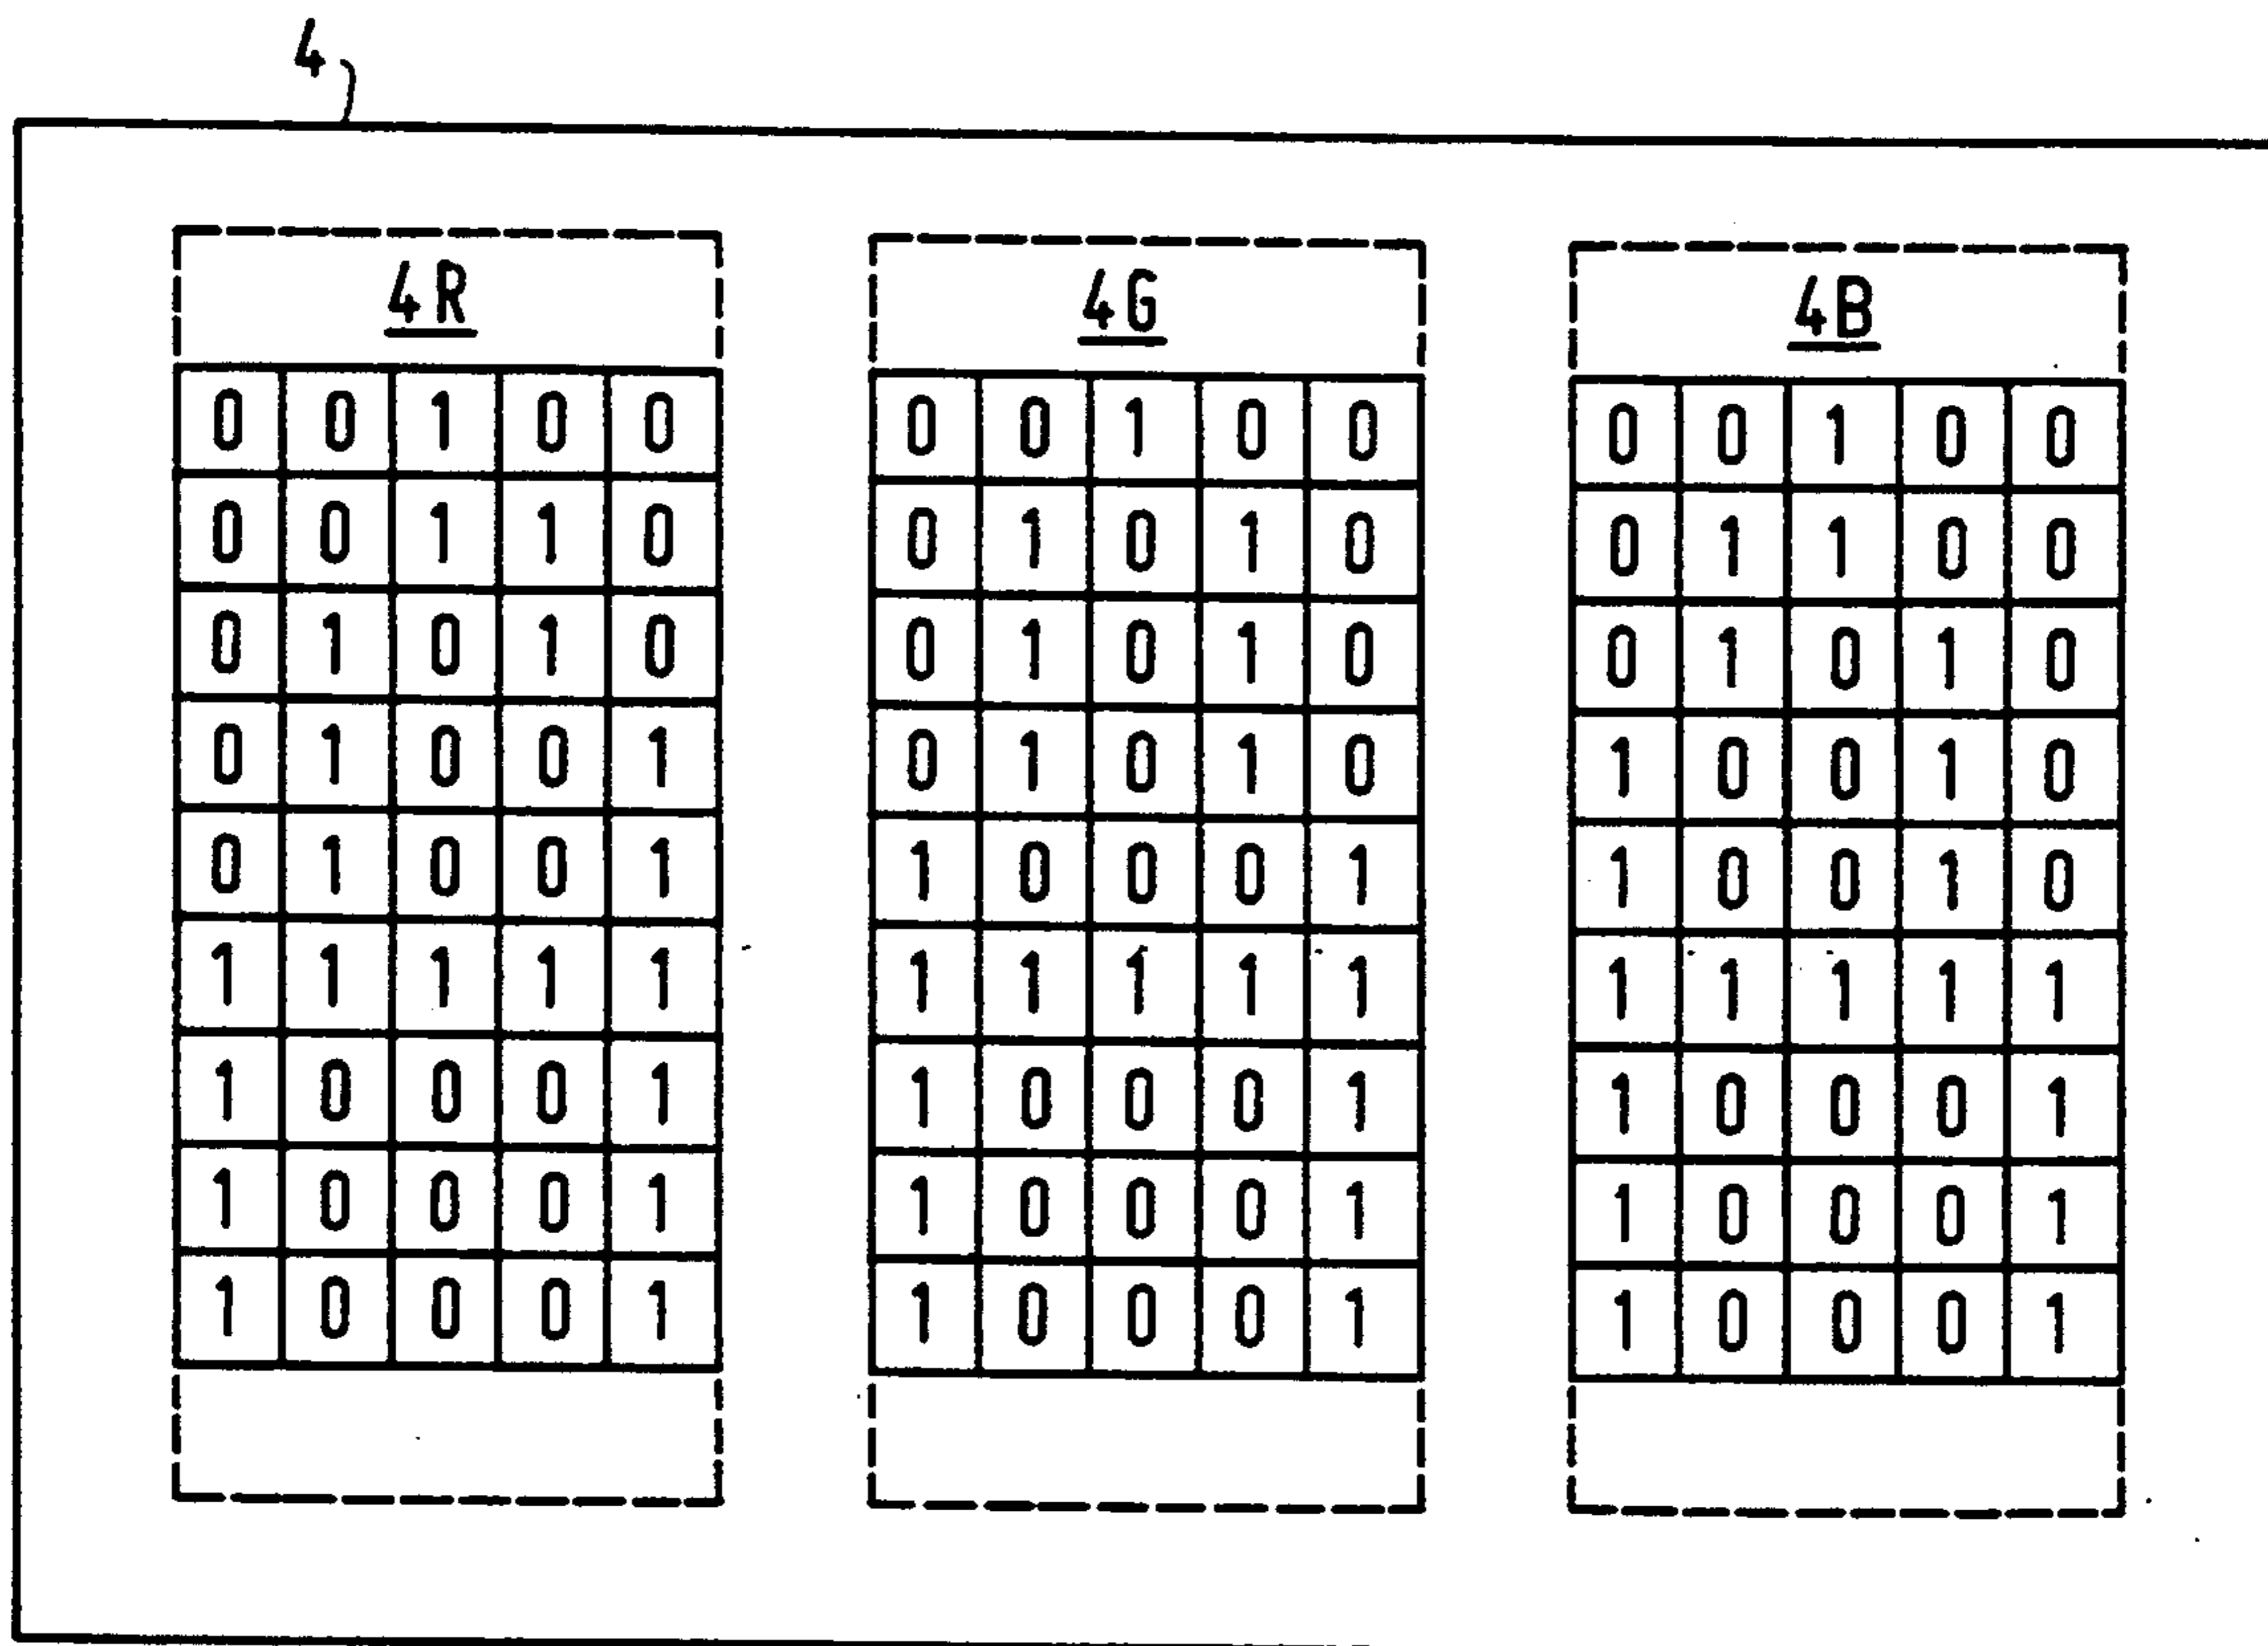 4
4R 4G 4B
0 0 1 0 0 0 0 1 0 0 0 0 1 0 0
0 0 1 1 0 0 1 0 1 0 0 1 1 0 0
0 1 0 1 0 0 1 0 1 0 0 1 0 1 0
0 1 0 0 1 0 1 0 1 0 1 0 0 1 0
0 1 0 0 1 1 0 0 0 1 1 0 0 1 0
1 1 1 1 1 1 1 1 1 1 1 1 1 1 1
1 0 0 0 1 1 0 0 0 1 1 0 0 0 1
1 0 0 0 1 1 0 0 0 1 1 0 0 0 1
1 0 0 0 1 1 0 0 0 1 1 0 0 0 1